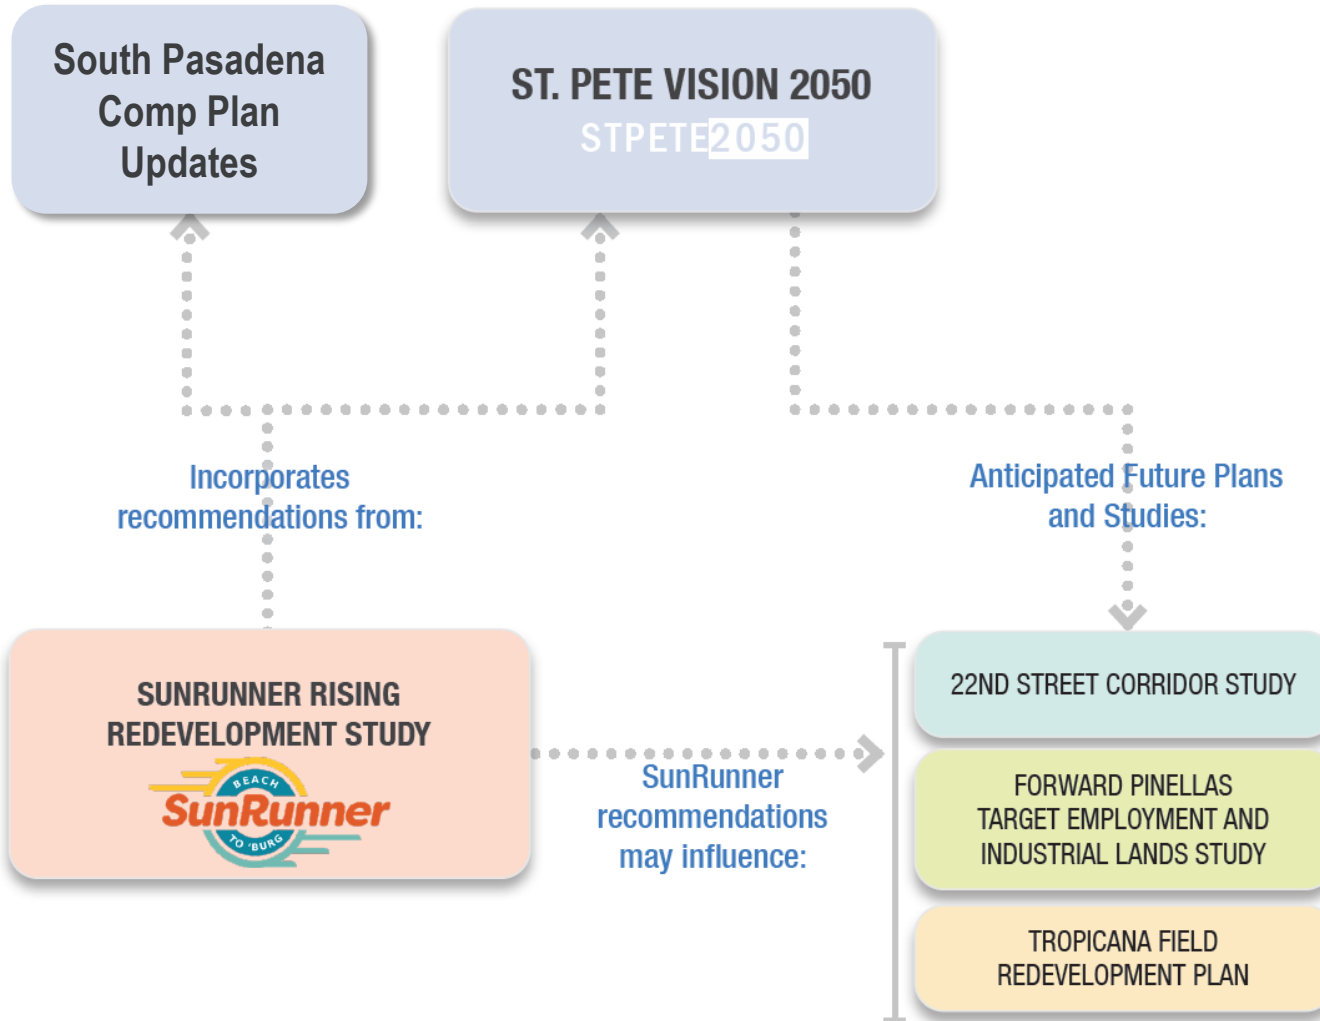 South Pasadena
Comp Plan
Updates
ST. PETE VISION 2050
STPETE2050
Incorporates
recommendations from:
Anticipated Future Plans
and Studies:
SUNRUNNER RISING
REDEVELOPMENT STUDY
BEACH
SunRunner
TO 'BURG
SunRunner
recommendations
may influence:
22ND STREET CORRIDOR STUDY
FORWARD PINELLAS
TARGET EMPLOYMENT AND
INDUSTRIAL LANDS STUDY
TROPICANA FIELD
REDEVELOPMENT PLAN